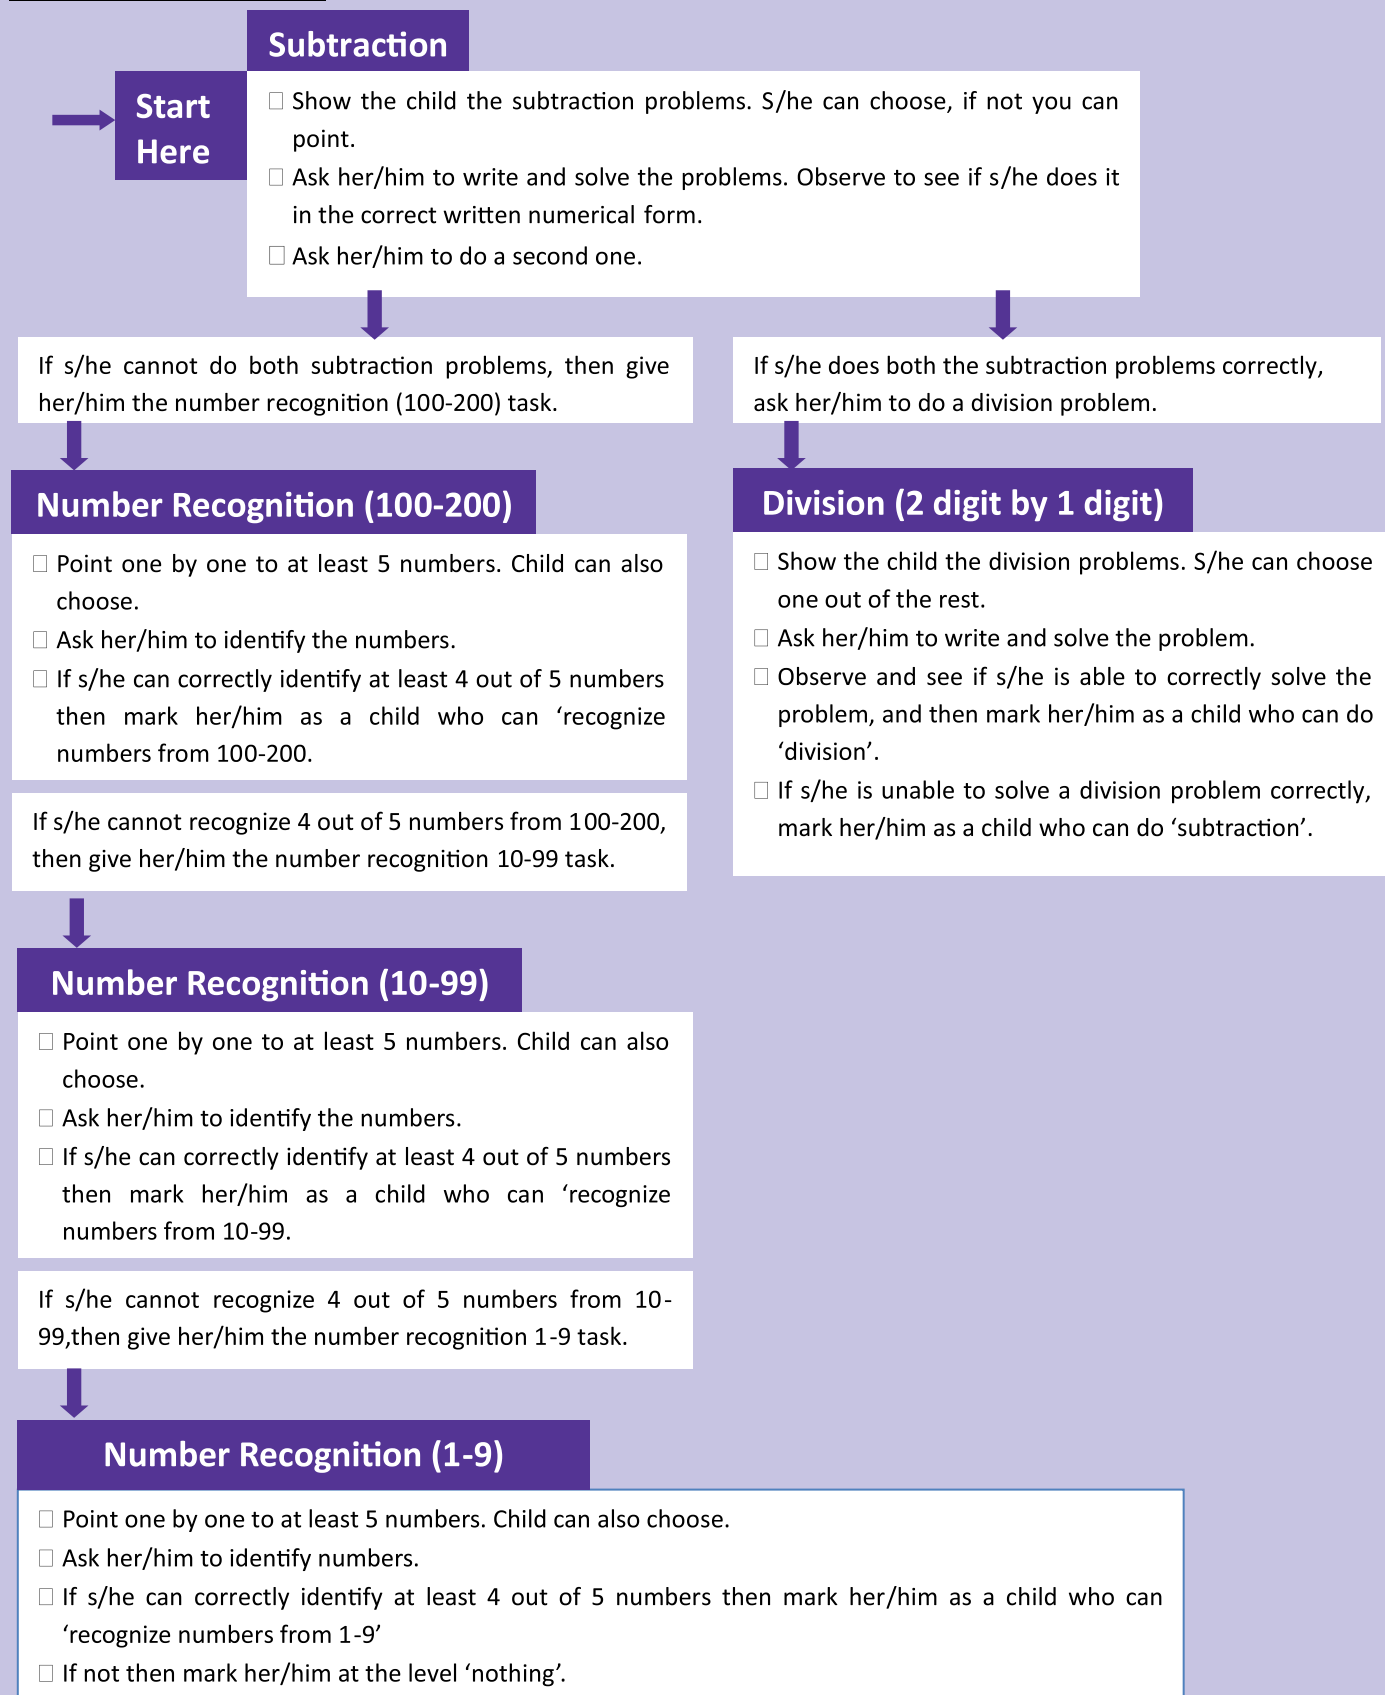 Subtraction
Start
Here
☐ Show the child the subtraction problems. S/he can choose, if not you can
point.
☐ Ask her/him to write and solve the problems. Observe to see if s/he does it
in the correct written numerical form.
☐ Ask her/him to do a second one.
If s/he cannot do both subtraction problems, then give
her/him the number recognition (100-200) task.
If s/he does both the subtraction problems correctly,
ask her/him to do a division problem.
Number Recognition (100-200)
☐ Point one by one to at least 5 numbers. Child can also
choose.
☐ Ask her/him to identify the numbers.
☐ If s/he can correctly identify at least 4 out of 5 numbers
then mark her/him as a child who can ‘recognize
numbers from 100-200.
If s/he cannot recognize 4 out of 5 numbers from 100-200,
then give her/him the number recognition 10-99 task.
Division (2 digit by 1 digit)
☐ Show the child the division problems. S/he can choose
one out of the rest.
☐ Ask her/him to write and solve the problem.
☐ Observe and see if s/he is able to correctly solve the
problem, and then mark her/him as a child who can do
‘division’.
☐ If s/he is unable to solve a division problem correctly,
mark her/him as a child who can do ‘subtraction’.
Number Recognition (10-99)
☐ Point one by one to at least 5 numbers. Child can also
choose.
☐ Ask her/him to identify the numbers.
☐ If s/he can correctly identify at least 4 out of 5 numbers
then mark her/him as a child who can ‘recognize
numbers from 10-99.
If s/he cannot recognize 4 out of 5 numbers from 10-
99,then give her/him the number recognition 1-9 task.
Number Recognition (1-9)
☐ Point one by one to at least 5 numbers. Child can also choose.
☐ Ask her/him to identify numbers.
☐ If s/he can correctly identify at least 4 out of 5 numbers then mark her/him as a child who can
‘recognize numbers from 1-9’
☐ If not then mark her/him at the level ‘nothing’.